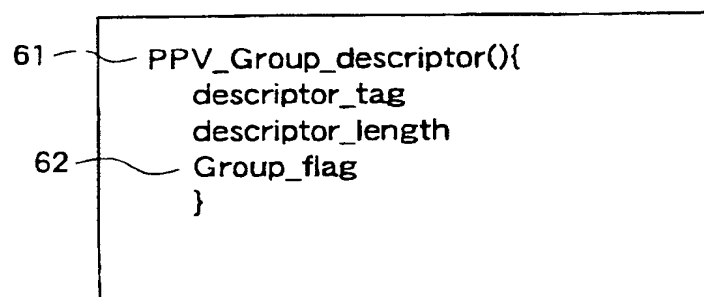 61 PPV_Group_descriptor(){
descriptor_tag
descriptor_length
62 Group_flag
}